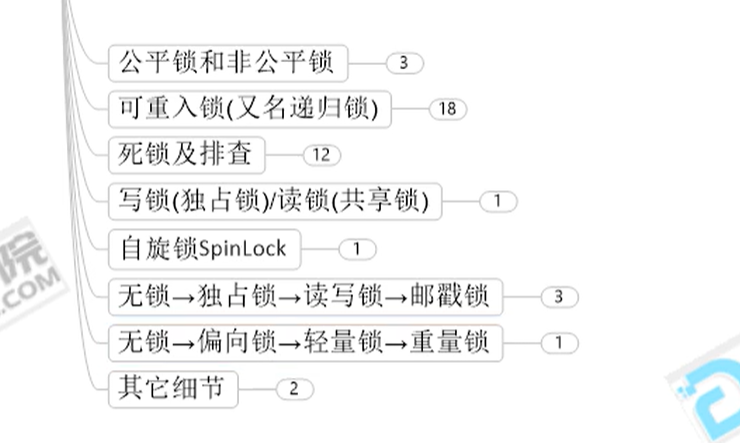 公平锁和非公平锁 3
可重入锁(又名递归锁) 18
死锁及排查 12
写锁(独占锁)/读锁(共享锁) 1
自旋锁SpinLock 1
无锁→独占锁→读写锁→邮戳锁 3
无锁→偏向锁→轻量锁→重量锁 1
其它细节 2
院
.COM